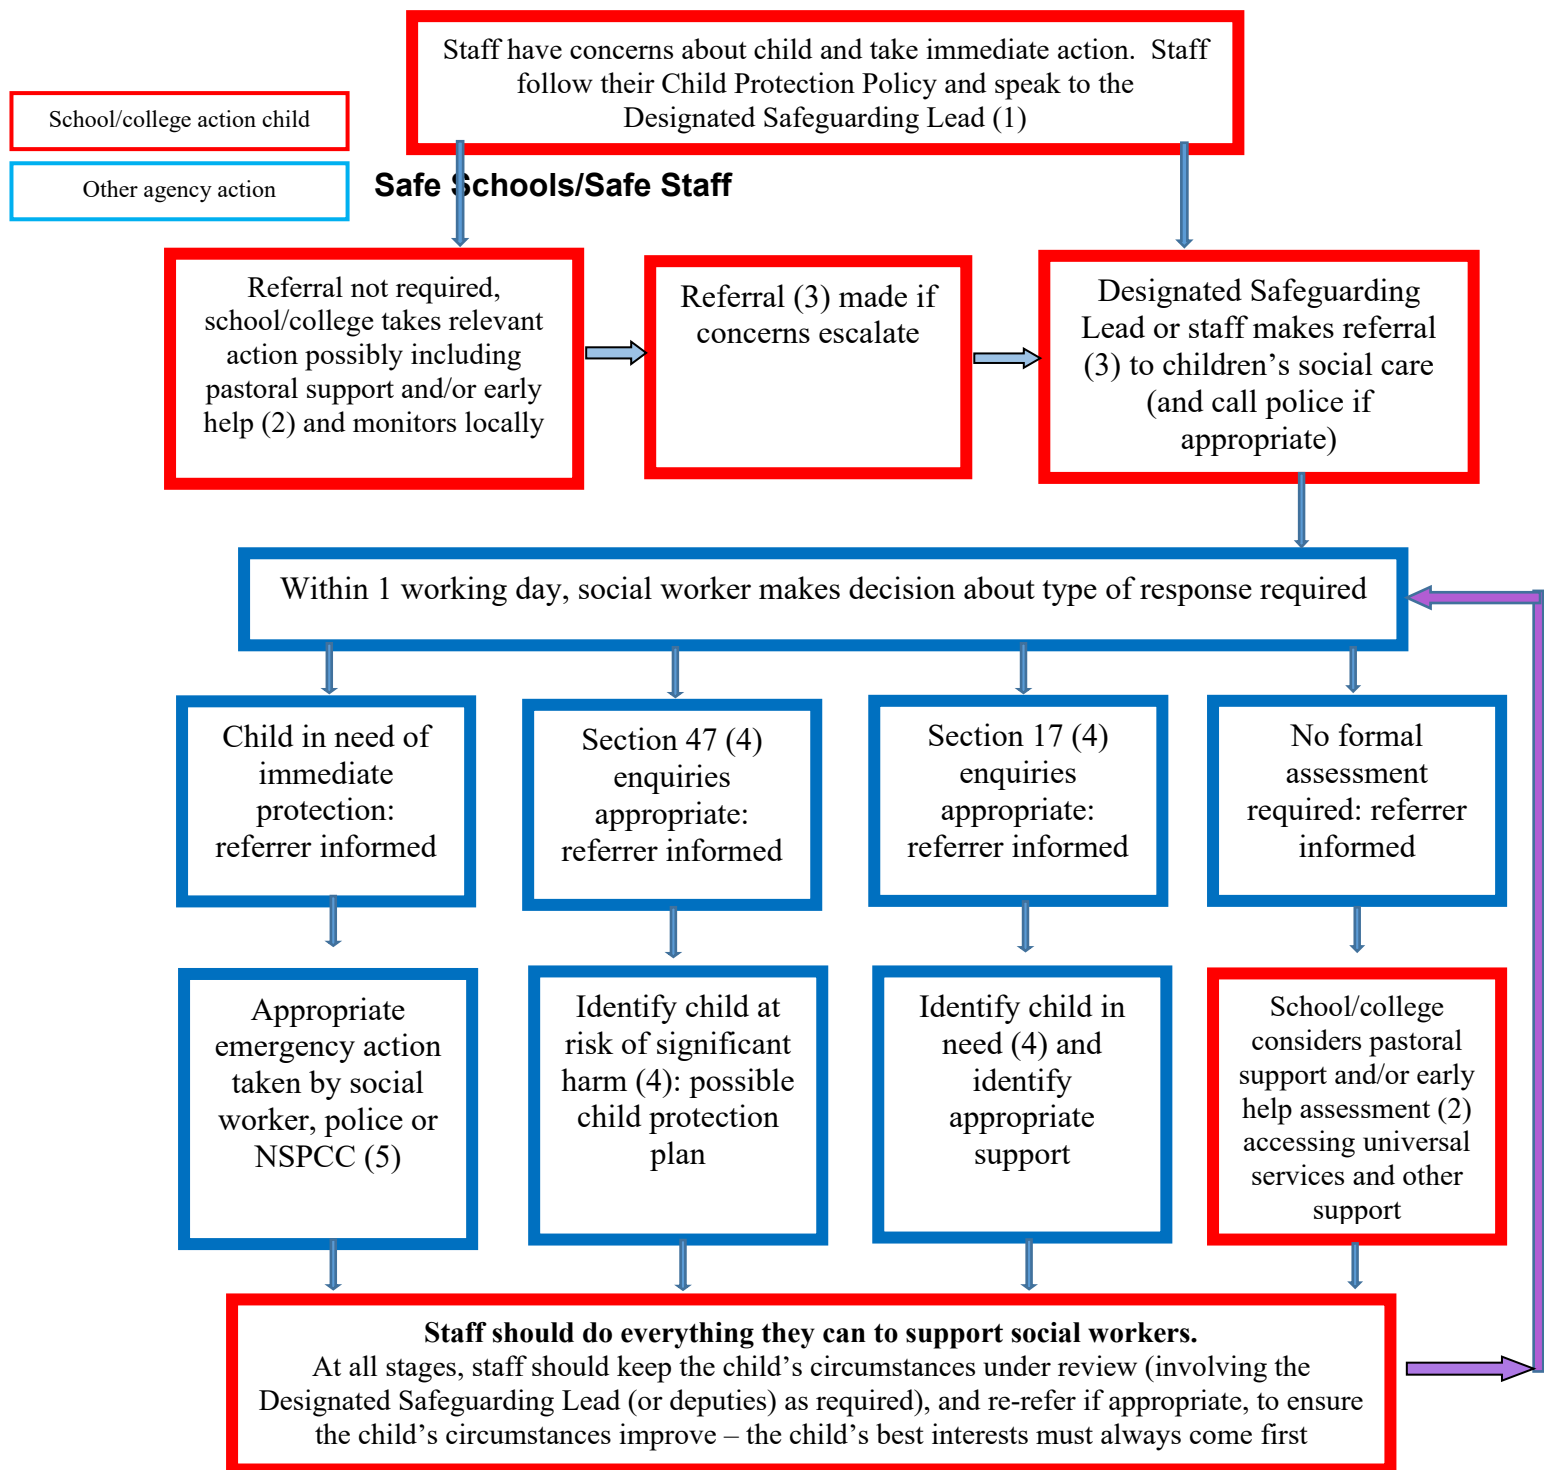 Staff have concerns about child and take immediate action.  Staff
follow their Child Protection Policy and speak to the
Designated Safeguarding Lead (1)
School/college action child
Other agency action
Safe Schools/Safe Staff
Referral not required,
school/college takes relevant
action possibly including
pastoral support and/or early
help (2) and monitors locally
Referral (3) made if
concerns escalate
Designated Safeguarding
Lead or staff makes referral
(3) to children’s social care
(and call police if
appropriate)
Within 1 working day, social worker makes decision about type of response required
Child in need of
immediate
protection:
referrer informed
Section 47 (4)
enquiries
appropriate:
referrer informed
Section 17 (4)
enquiries
appropriate:
referrer informed
No formal
assessment
required: referrer
informed
Appropriate
emergency action
taken by social
worker, police or
NSPCC (5)
Identify child at
risk of significant
harm (4): possible
child protection
plan
Identify child in
need (4) and
identify
appropriate
support
School/college
considers pastoral
support and/or early
help assessment (2)
accessing universal
services and other
support
Staff should do everything they can to support social workers.
At all stages, staff should keep the child’s circumstances under review (involving the
Designated Safeguarding Lead (or deputies) as required), and re-refer if appropriate, to ensure
the child’s circumstances improve – the child’s best interests must always come first